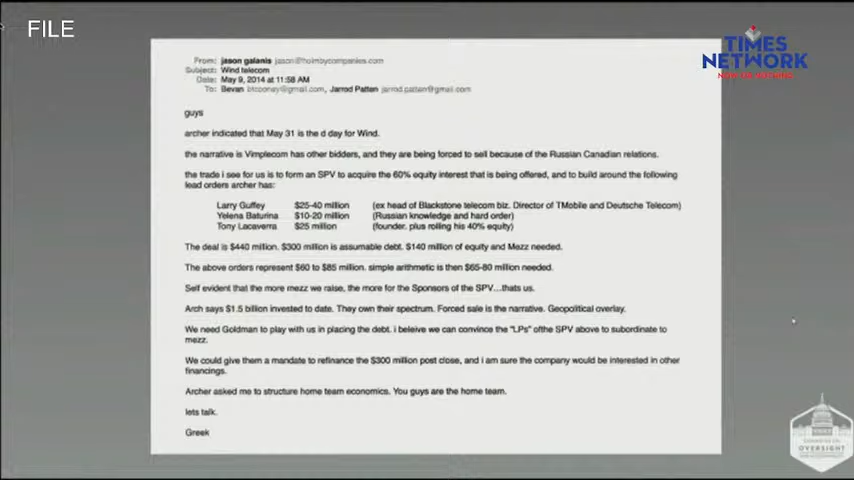 FILE
TIMES
NETWORK
From: jason galanis jason@holmbycompanies.com
Subject: Wind telecom
Date: May 9, 2014 at 11:58 AM
To: Bevan btcooney@gmail.com, Jarrod Patten jarrod.patten@gmail.com
guys
archer indicated that May 31 is the d day for Wind.
the narrative is Vimplecom has other bidders, and they are being forced to sell because of the Russian Canadian relations.
the trade i see for us is to form an SPV to acquire the 60% equity interest that is being offered, and to build around the following
lead orders archer has:
Larry Guffey $25-40 million (ex head of Blackstone telecom biz. Director of TMobile and Deutsche Telecom)
Yelena Baturina $10-20 million (Russian knowledge and hard order)
Tony Lacaverra $25 million (founder. plus rolling his 40% equity)
The deal is $440 million. $300 million is assumable debt. $140 million of equity and Mezz needed.
The above orders represent $60 to $85 million. simple arithmetic is then $65-80 million needed.
Self evident that the more mezz we raise, the more for the Sponsors of the SPV...thats us.
Arch says $1.5 billion invested to date. They own their spectrum. Forced sale is the narrative. Geopolitical overlay.
We need Goldman to play with us in placing the debt. i beleive we can convince the "LPs" ofthe SPV above to subordinate to
mezz.
We could give them a mandate to refinance the $300 million post close, and i am sure the company would be interested in other
financings.
Archer asked me to structure home team economics. You guys are the home team.
lets talk.
Greek
OVERSIGHT